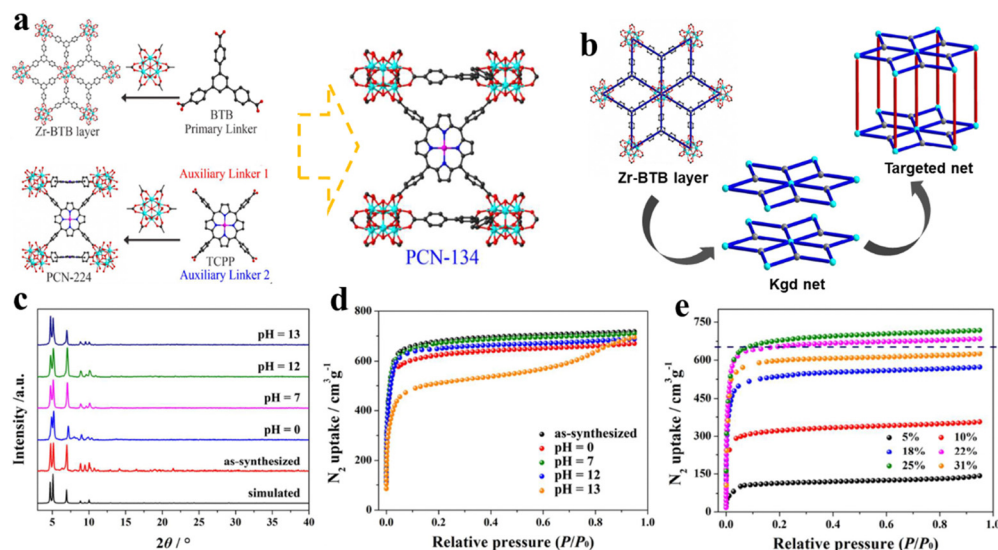 a
Zr-BTB layer
BTB
Primary Linker
PCN-224
Auxiliary Linker 1
TCPP
Auxiliary Linker 2
PCN-134
b
Zr-BTB layer
Kgd net
Targeted net
c
Intensity /a.u.
pH = 13
pH = 12
pH = 7
pH = 0
as-synthesized
simulated
5 10 15 20 25 30 35 40
2θ / °
d
N2 uptake / cm3g-1
800
600
400
200
0
as-synthesized
pH = 0
pH = 7
pH = 12
pH = 13
0.0 0.2 0.4 0.6 0.8 1.0
Relative pressure (P/P0)
e
N2 uptake / cm3g-1
750
600
450
300
150
0
5% 10%
18% 22%
25% 31%
0.0 0.2 0.4 0.6 0.8 1.0
Relative pressure (P/P0)